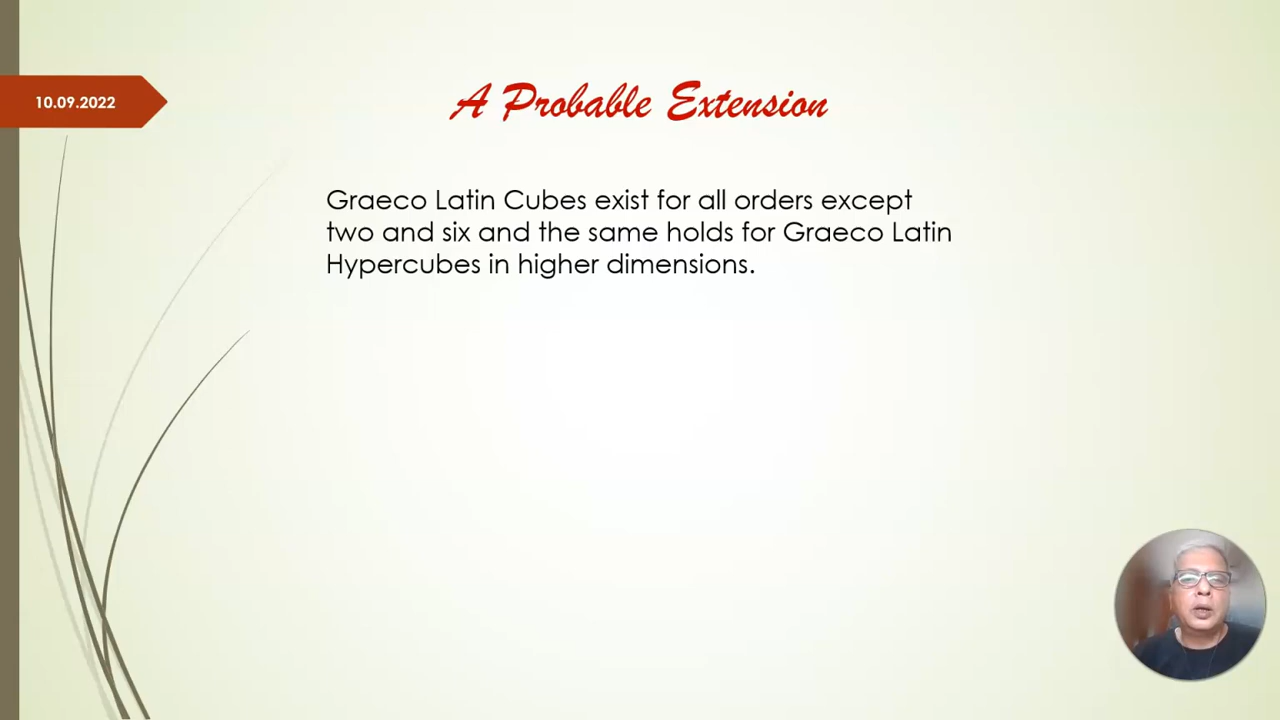 10.09.2022
A Probable Extension
Graeco Latin Cubes exist for all orders except
two and six and the same holds for Graeco Latin
Hypercubes in higher dimensions.